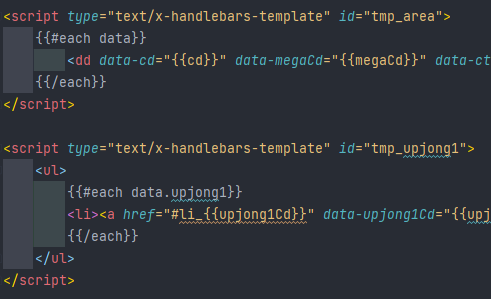 <script type="text/x-handlebars-template" id="tmp_area">
{{#each data}}
<dd data-cd="{{cd}}" data-megaCd="{{megaCd}}" data-ct
{{/each}}
</script>
<script type="text/x-handlebars-template" id="tmp_upjong1">
<ul>
{{#each data.upjong1}}
<li><a href="#li_{{upjong1Cd}}" data-upjong1Cd="{{upj
{{/each}}
</ul>
</script>